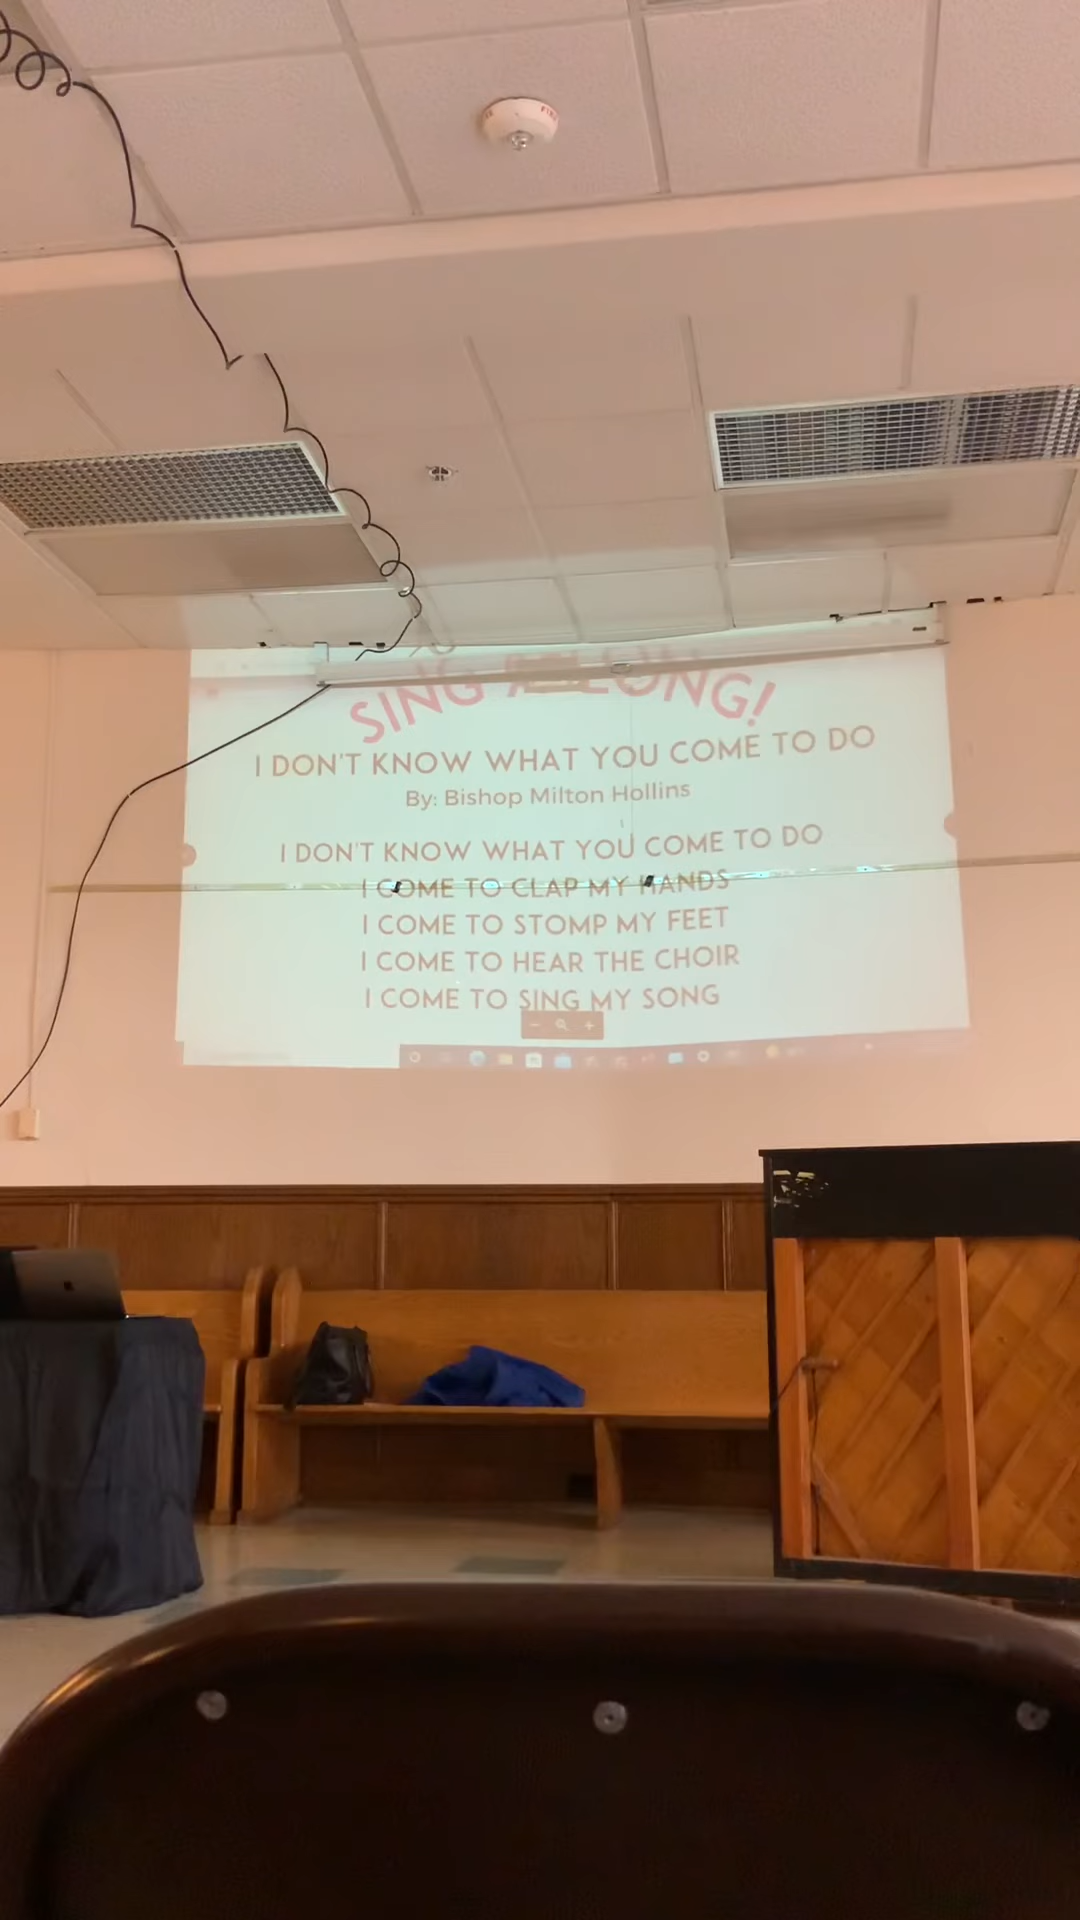 SING A LONG!
I DON'T KNOW WHAT YOU COME TO DO
By: Bishop Milton Hollins
I DON'T KNOW WHAT YOU COME TO DO
I COME TO CLAP MY HANDS
I COME TO STOMP MY FEET
I COME TO HEAR THE CHOIR
I COME TO SING MY SONG